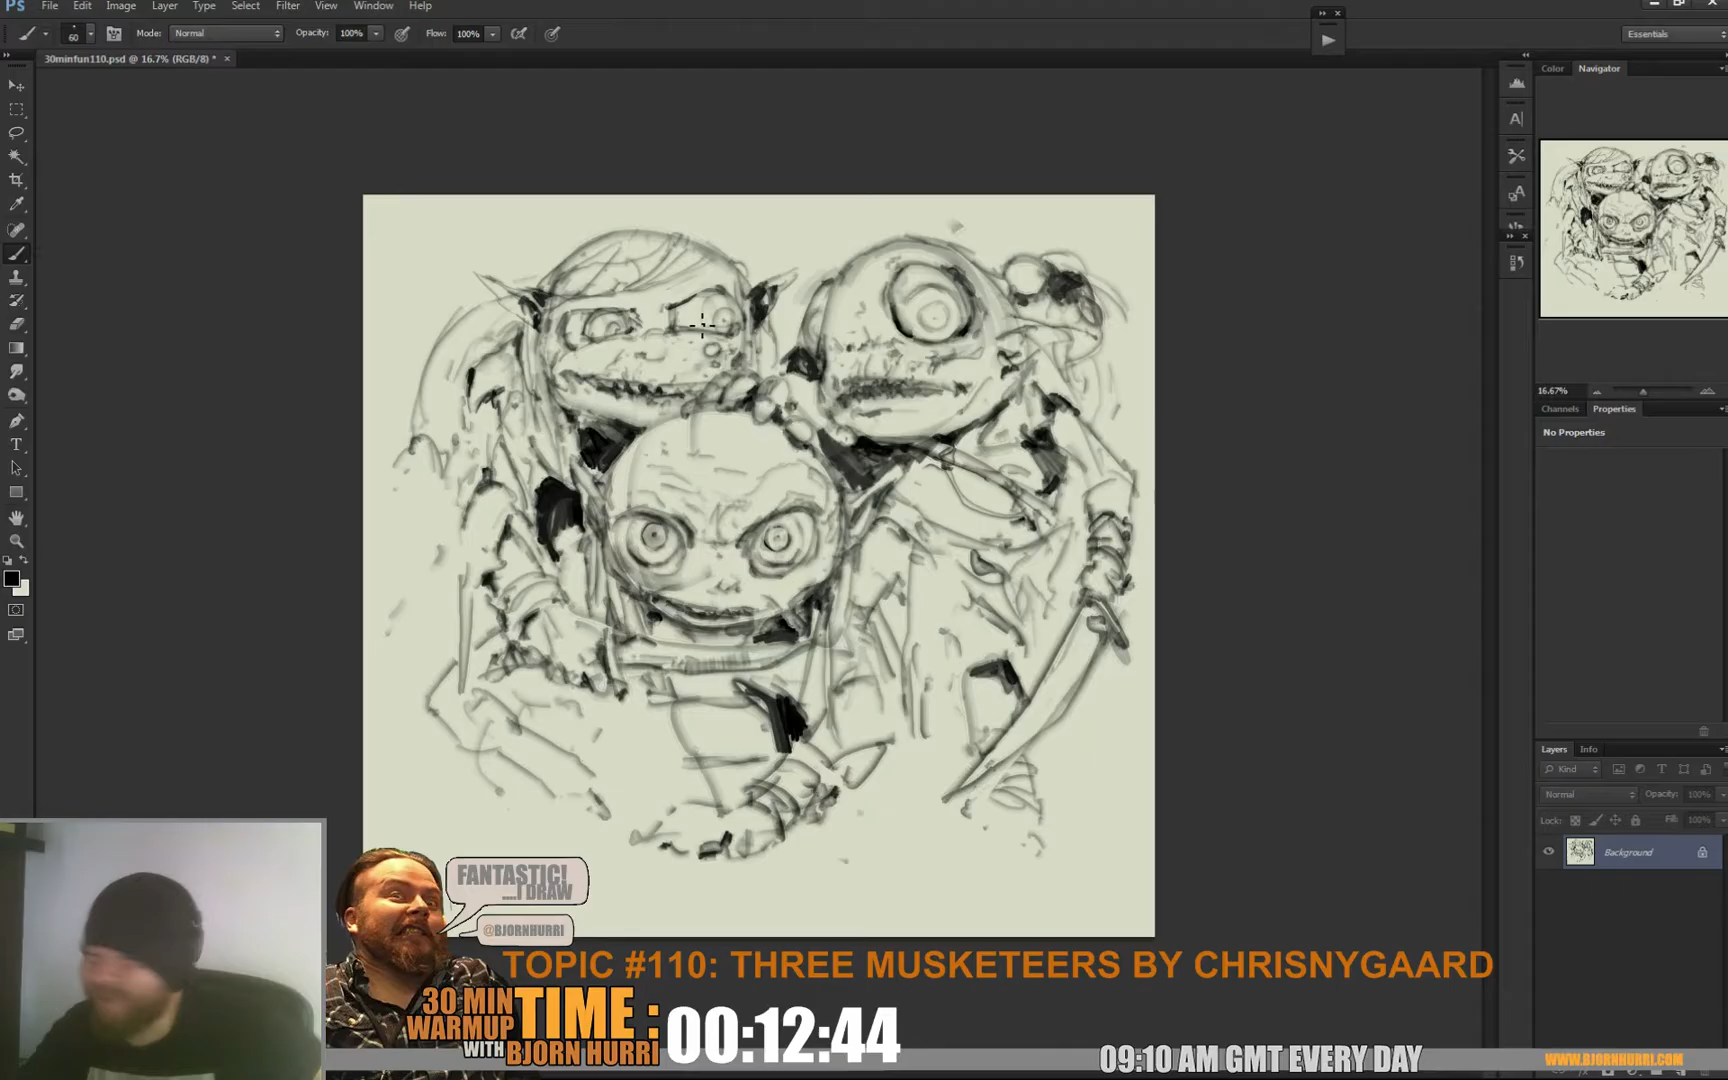 Ps File Edit Image Layer Type Select Filter View Window Help
60 Mode: Normal Opacity: 100% Flow: 100% Essentials
30minfun110.psd @ 16.7% (RGB/8) * ×
Color Navigator
16.67%
Channels Properties
No Properties
Layers Info
Kind
Normal Opacity: 100%
Lock: Fill: 100%
Background
FANTASTIC!
....I DRAW
@BJORNHURRI
TOPIC #110: THREE MUSKETEERS BY CHRISNYGAARD
30 MIN
WARMUP
WITH BJORN HURRI
TIME : 00:12:44
09:10 AM GMT EVERY DAY
WWW.BJORNHURRI.COM